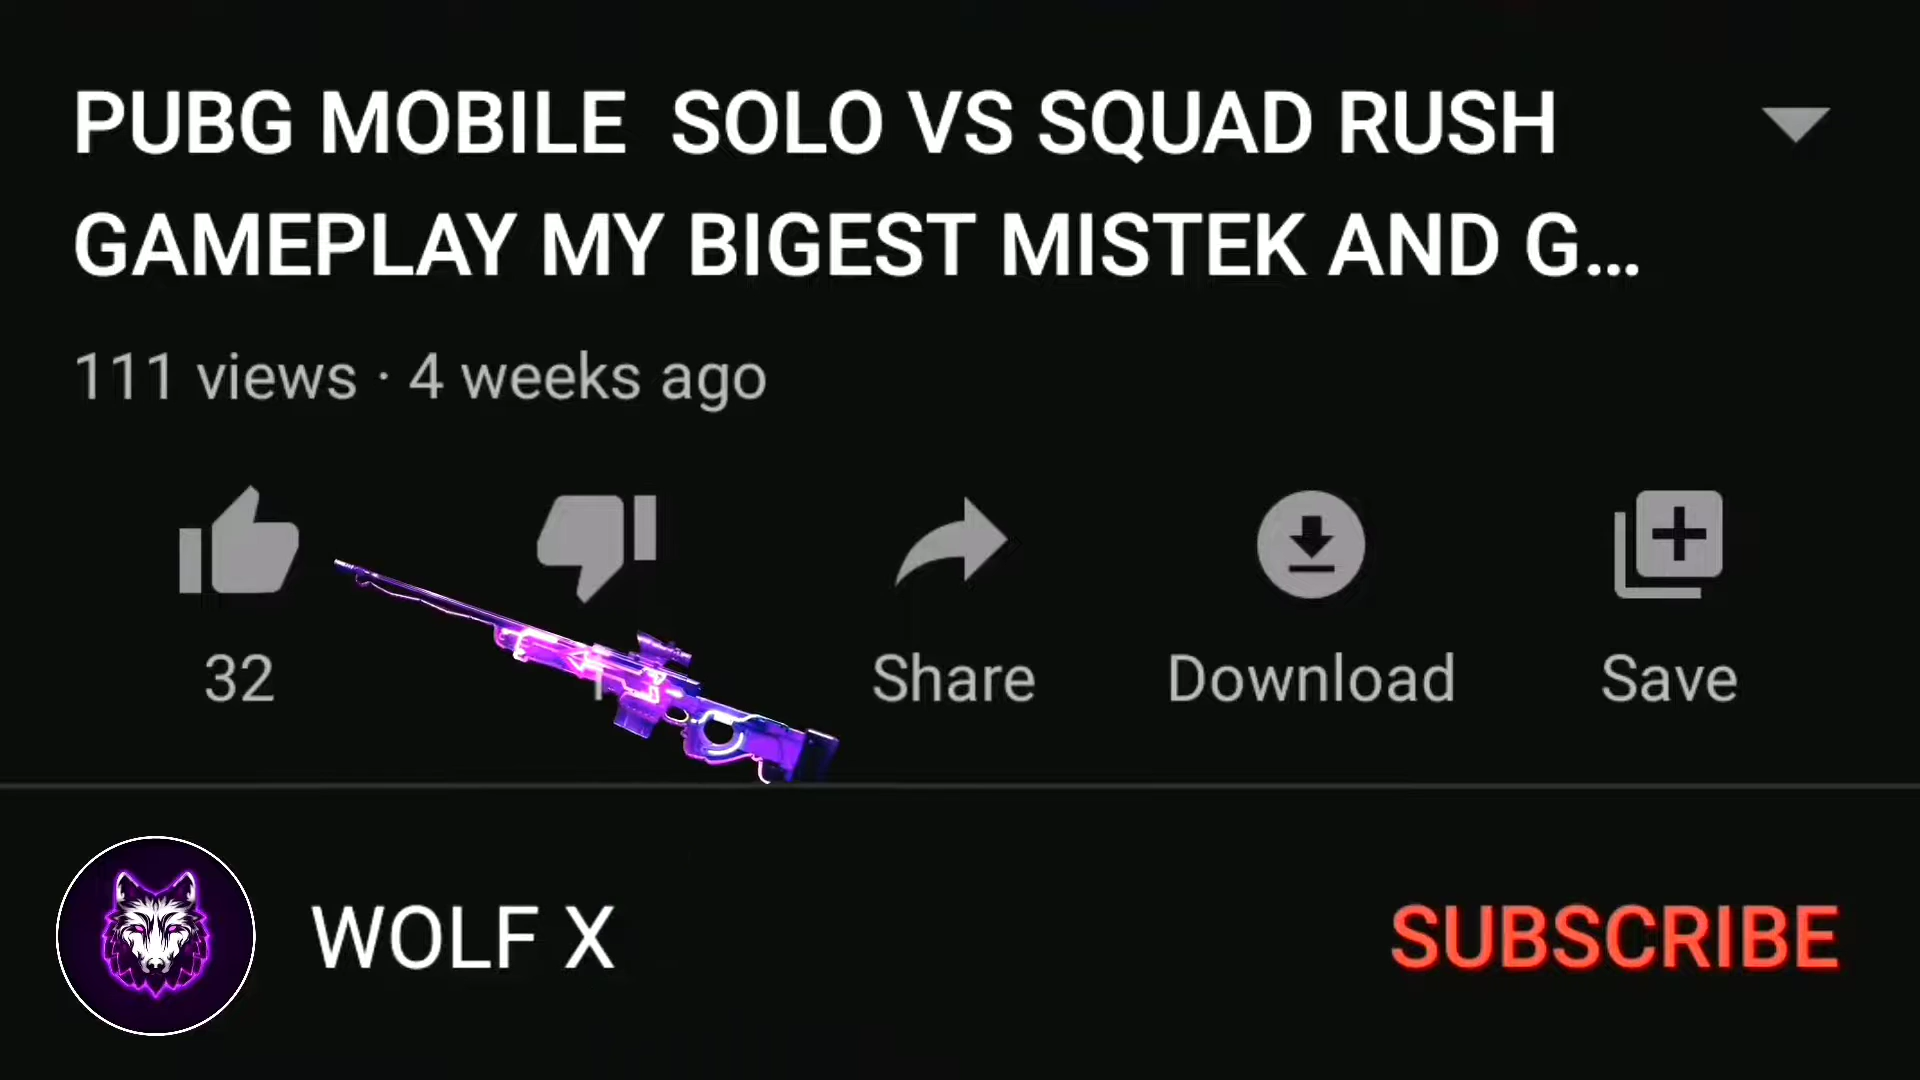 PUBG MOBILE  SOLO VS SQUAD RUSH
GAMEPLAY MY BIGEST MISTEK AND G...
111 views · 4 weeks ago
32
Share
Download
Save
WOLF X
SUBSCRIBE